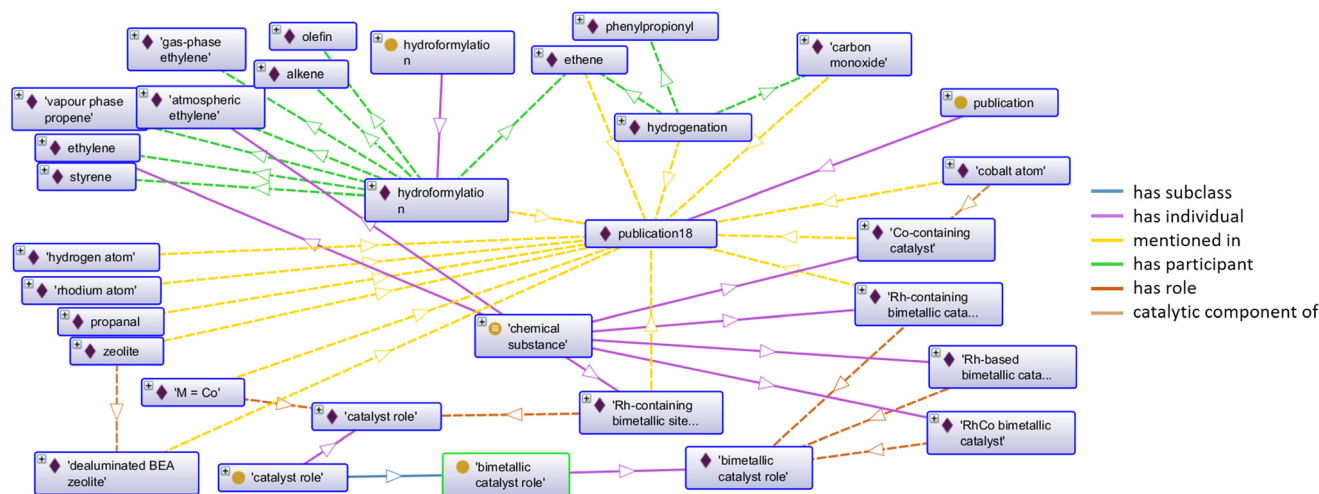 'gas-phase
ethylene'
olefin
hydroformylatio
n
phenylpropionyl
ethene
'carbon
monoxide'
alkene
'vapour phase
propene'
'atmospheric
ethylene'
hydrogenation
publication
ethylene
styrene
hydroformylatio
n
'cobalt atom'
has subclass
has individual
mentioned in
has participant
has role
catalytic component of
publication18
'Co-containing
catalyst'
'hydrogen atom'
'rhodium atom'
propanal
zeolite
'chemical
substance'
'Rh-containing
bimetallic cata...
'Rh-based
bimetallic cata...
'M = Co'
'catalyst role'
'Rh-containing
bimetallic site...
'RhCo bimetallic
catalyst'
'dealuminated BEA
zeolite'
'catalyst role'
'bimetallic
catalyst role'
'bimetallic
catalyst role'